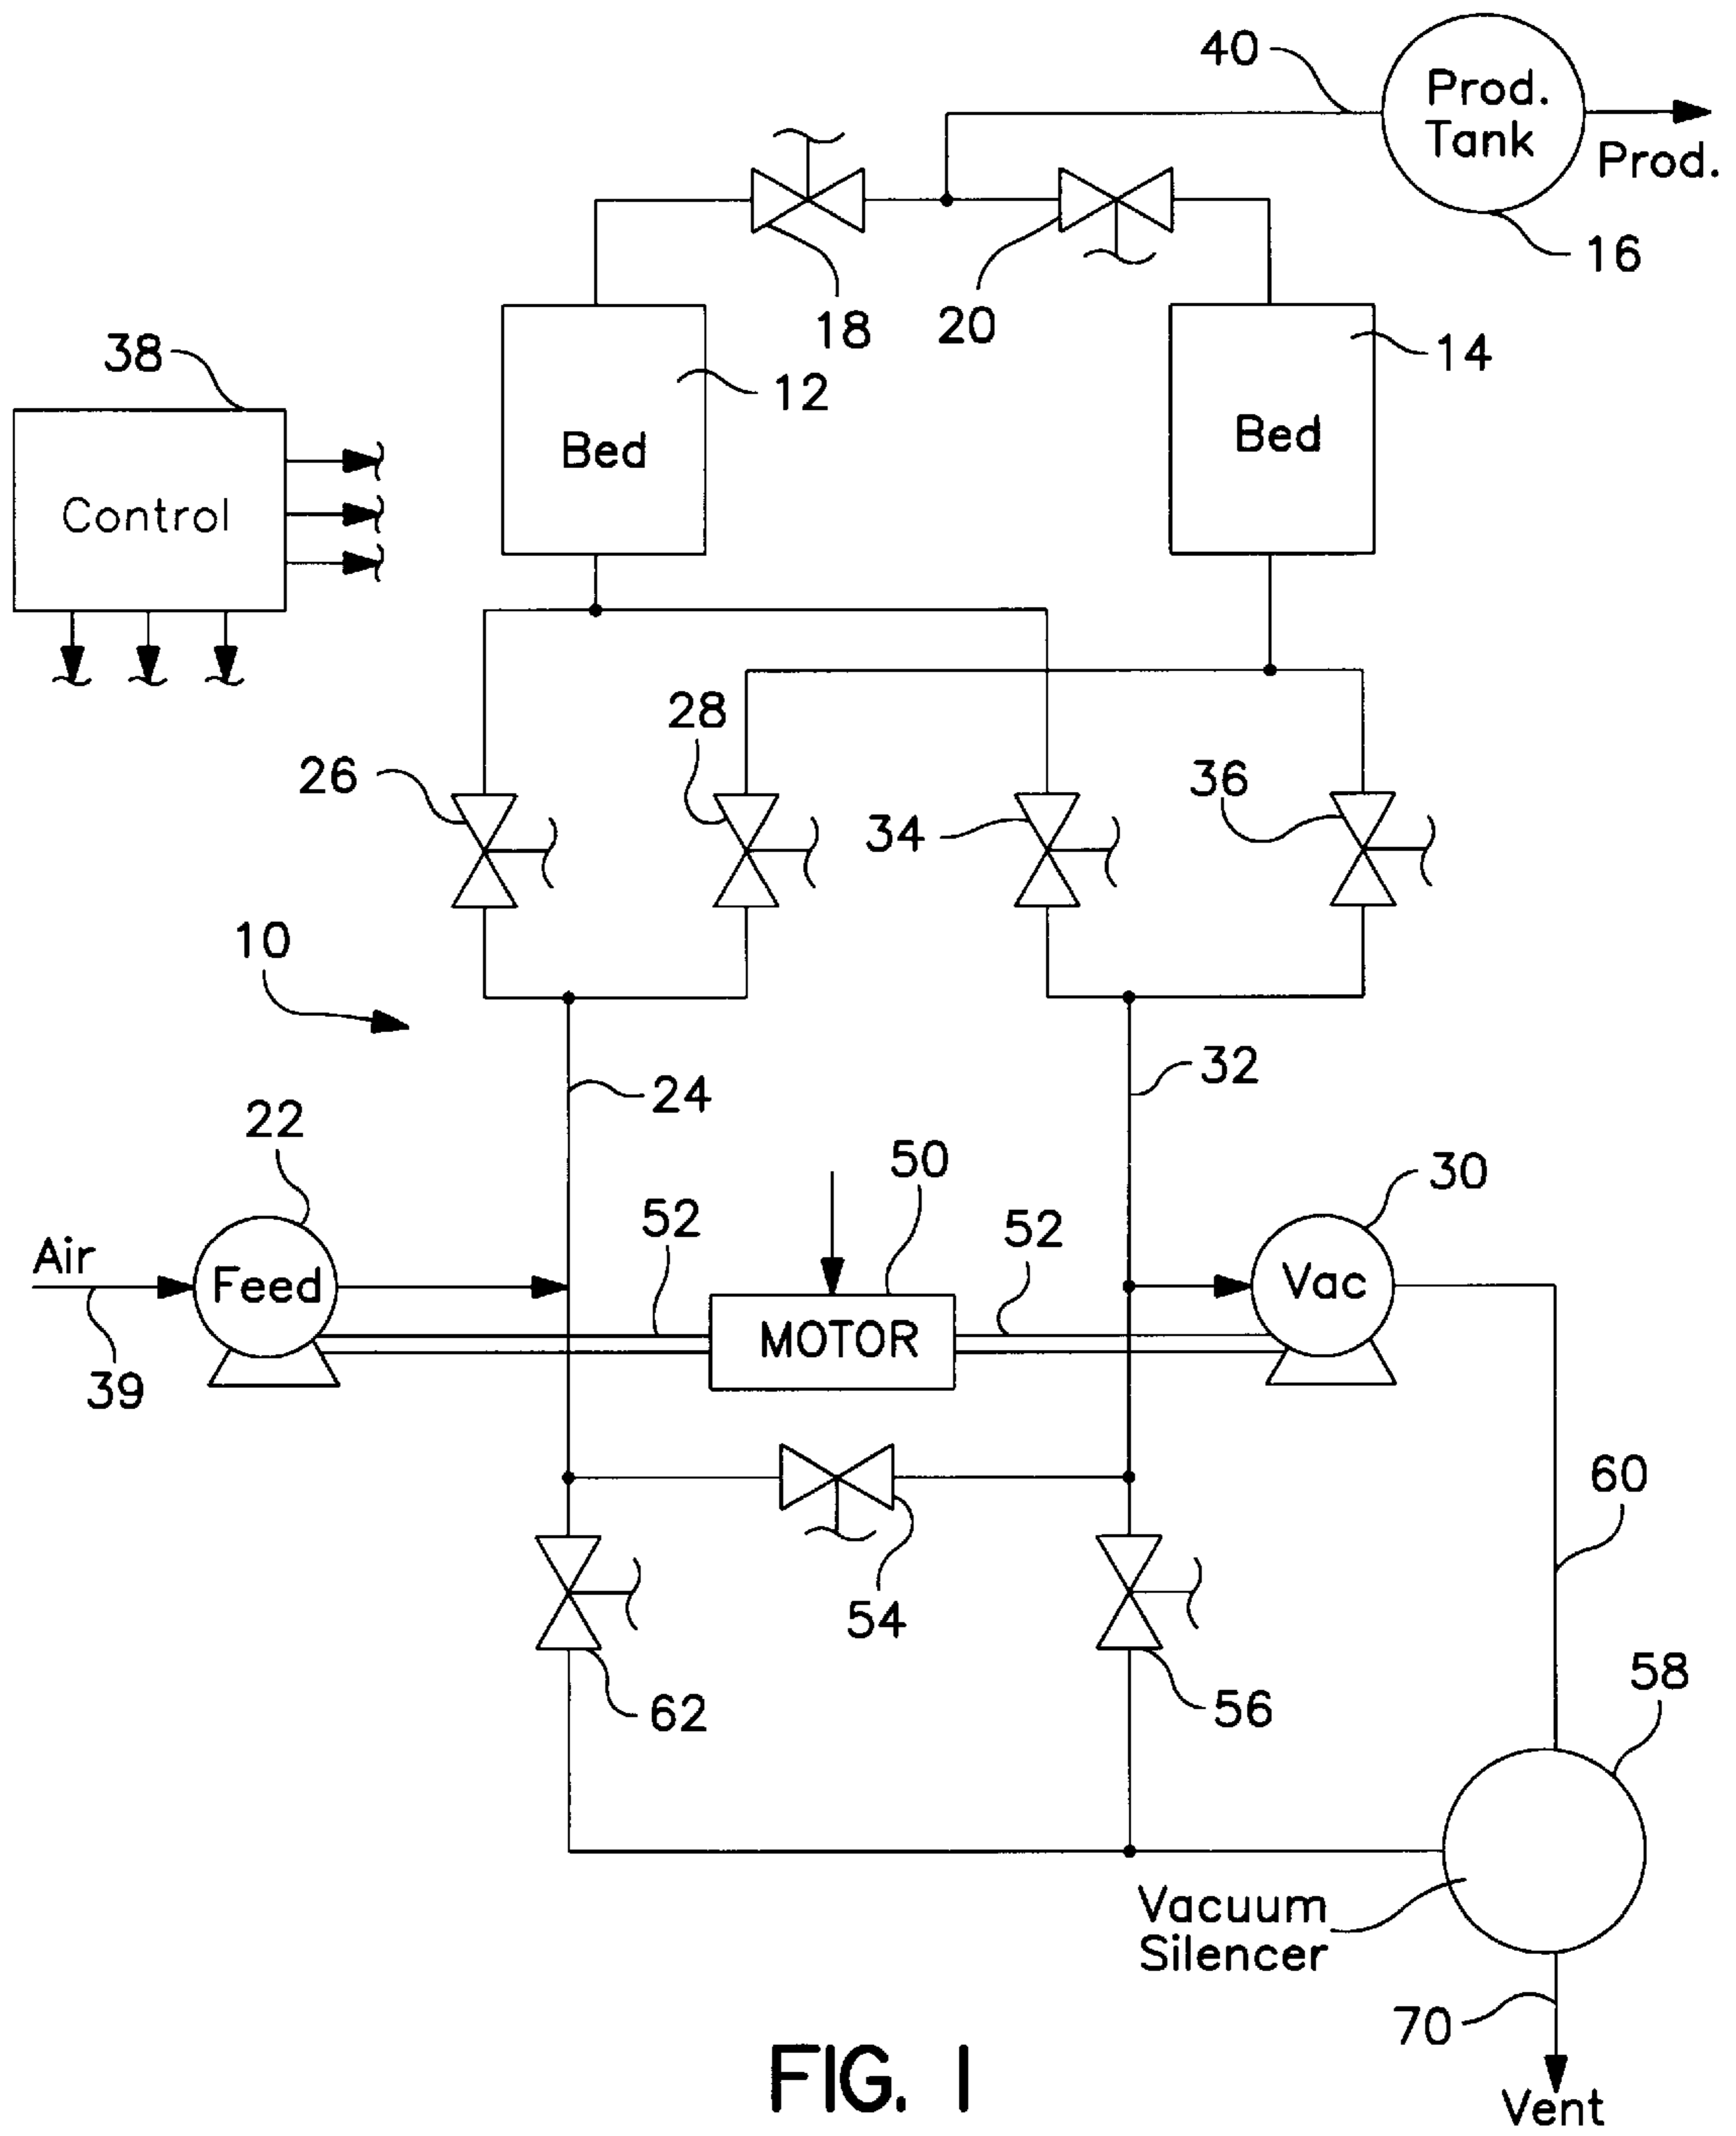 40
Prod.
Tank
Prod.
16
18
20
38
12
14
Bed
Bed
Control
28
26
34
36
10
32
24
22
50
30
52
52
Air
Feed
Vac
MOTOR
39
60
54
58
62
56
Vacuum
Silencer
70
Vent
FIG. 1